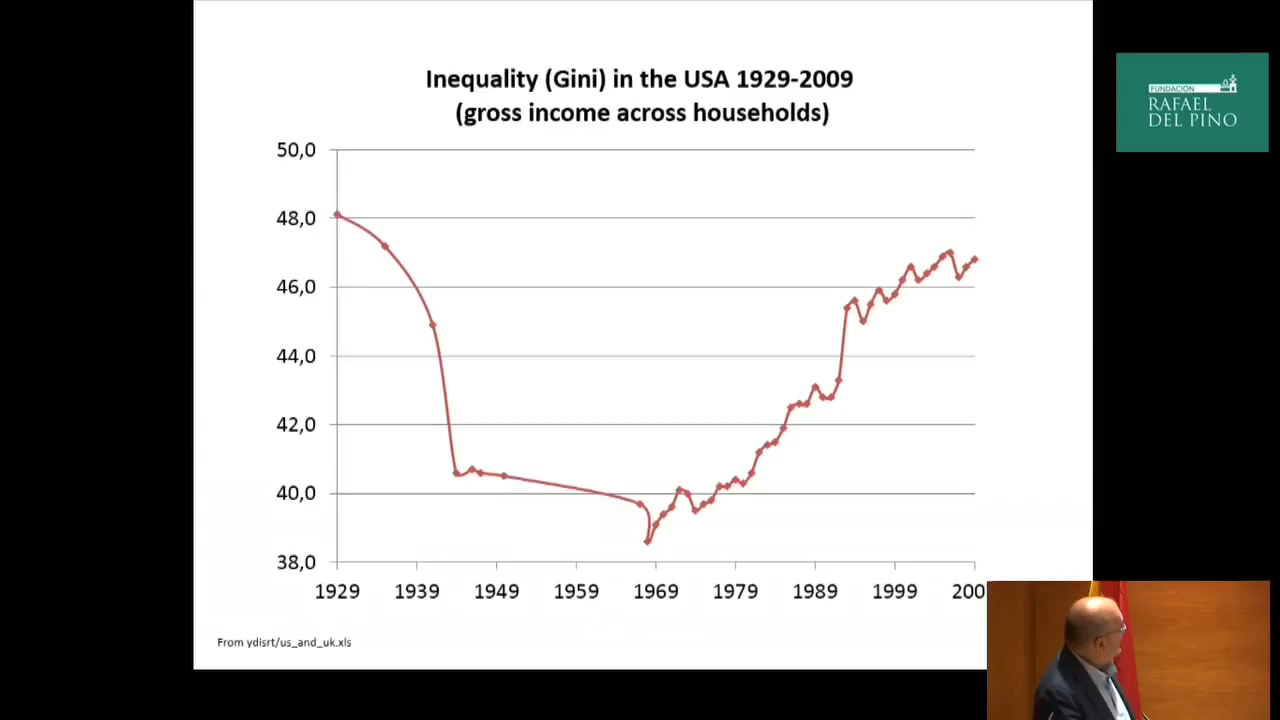 Inequality (Gini) in the USA 1929-2009
(gross income across households)
50,0
48,0
46,0
44,0
42,0
40,0
38,0
1929 1939 1949 1959 1969 1979 1989 1999 200
From ydisrt/us_and_uk.xls
FUNDACIÓN
RAFAEL
DEL PINO